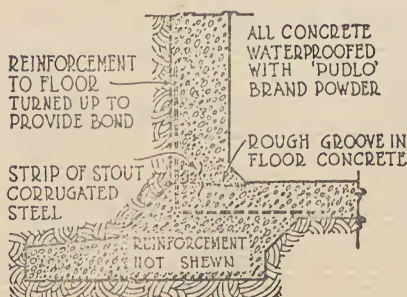 REINFORCEMENT
TO FLOOR
TURNED UP TO
PROVIDE BOND
STRIP OF STOUT
CORRUGATED
STEEL
ALL CONCRETE
WATERPROOFED
WITH 'PUDLO'
BRAND POWDER
ROUGH GROOVE IN
FLOOR CONCRETE
REINFORCEMENT
NOT SHEWN